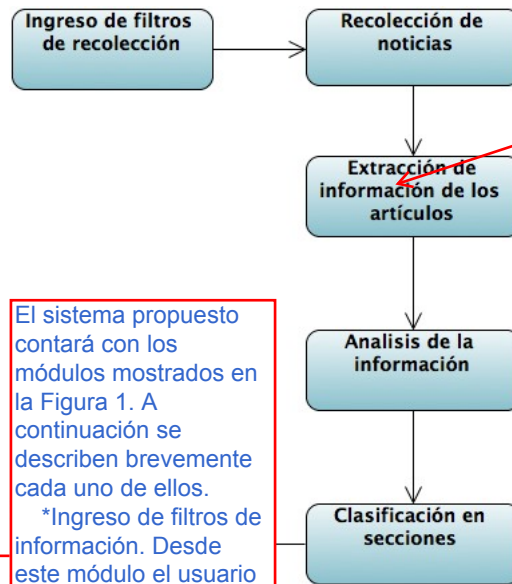 Ingreso de filtros
de recolección
Recolección de
noticias
Extracción de
información de los
artículos
Analisis de la
información
Clasificación en
secciones
El sistema propuesto
contará con los
módulos mostrados en
la Figura 1. A
continuación se
describen brevemente
cada uno de ellos.
*Ingreso de filtros de
información. Desde
este módulo el usuario